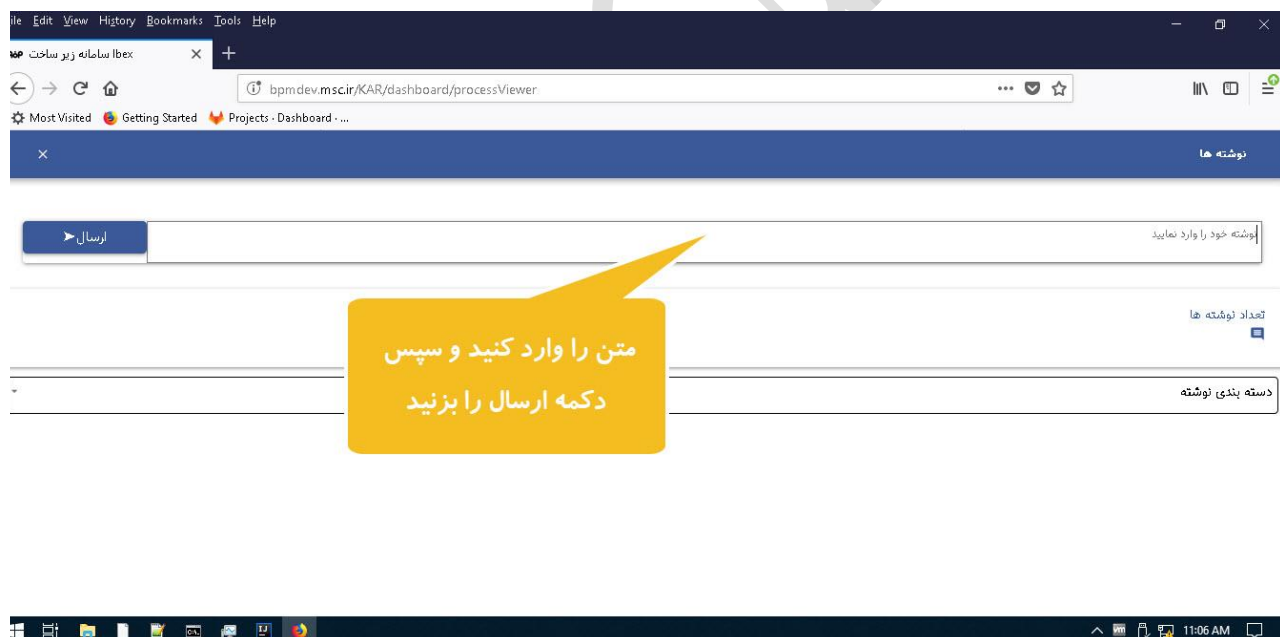 ile Edit View History Bookmarks Tools Help
Ibex سامانه زیر ساخت
bpmdev.msc.ir/KAR/dashboard/processViewer
Most Visited Getting Started Projects · Dashboard · ...
نوشته ها
نوشته خود را وارد نمایید
ارسال
تعداد نوشته ها
متن را وارد کنید و سپس
دکمه ارسال را بزنید
دسته بندی نوشته
11:06 AM